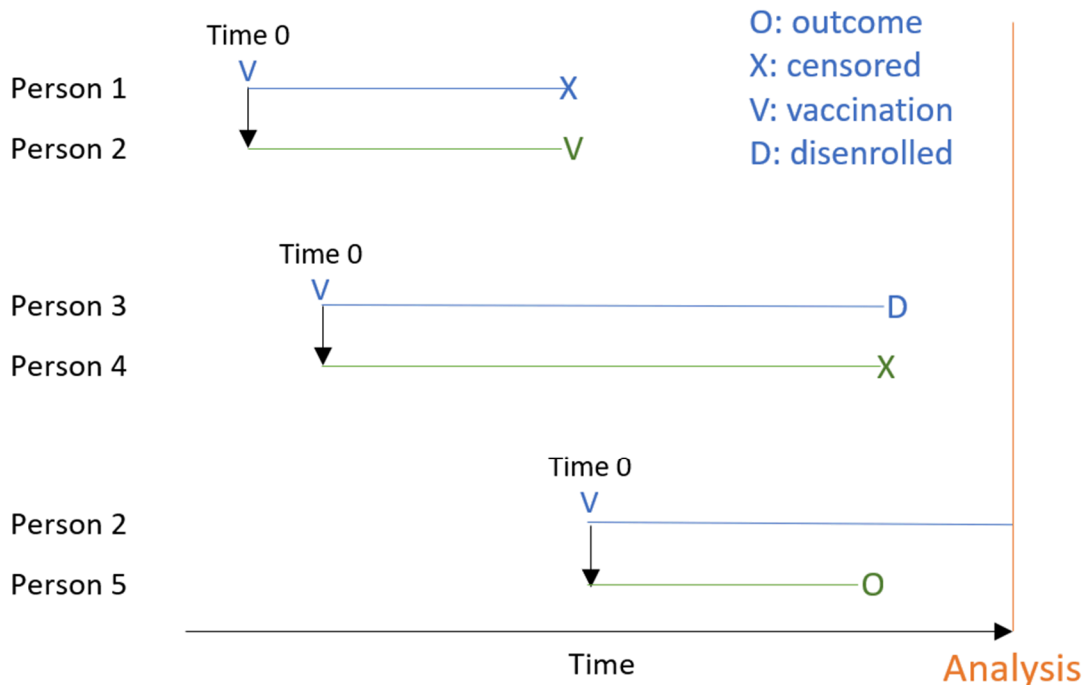 O: outcome
X: censored
V: vaccination
D: disenrolled
Time 0
V
Person 1 X
Person 2 V
Time 0
V
Person 3 D
Person 4 X
Time 0
V
Person 2
Person 5 O
Time
Analysis